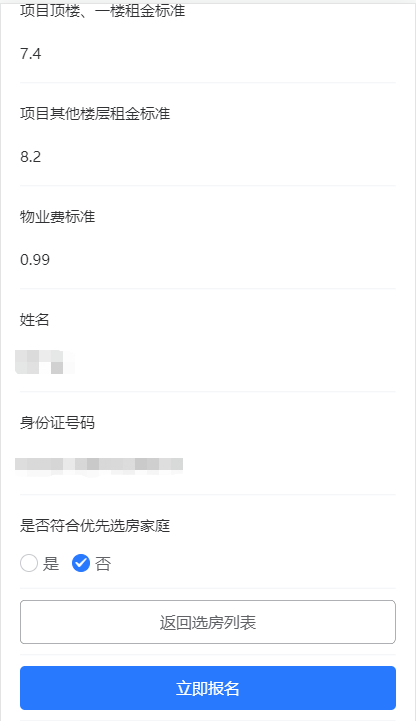 项目顶楼、一楼租金标准
7.4
项目其他楼层租金标准
8.2
物业费标准
0.99
姓名
身份证号码
是否符合优先选房家庭
是 否
返回选房列表
立即报名